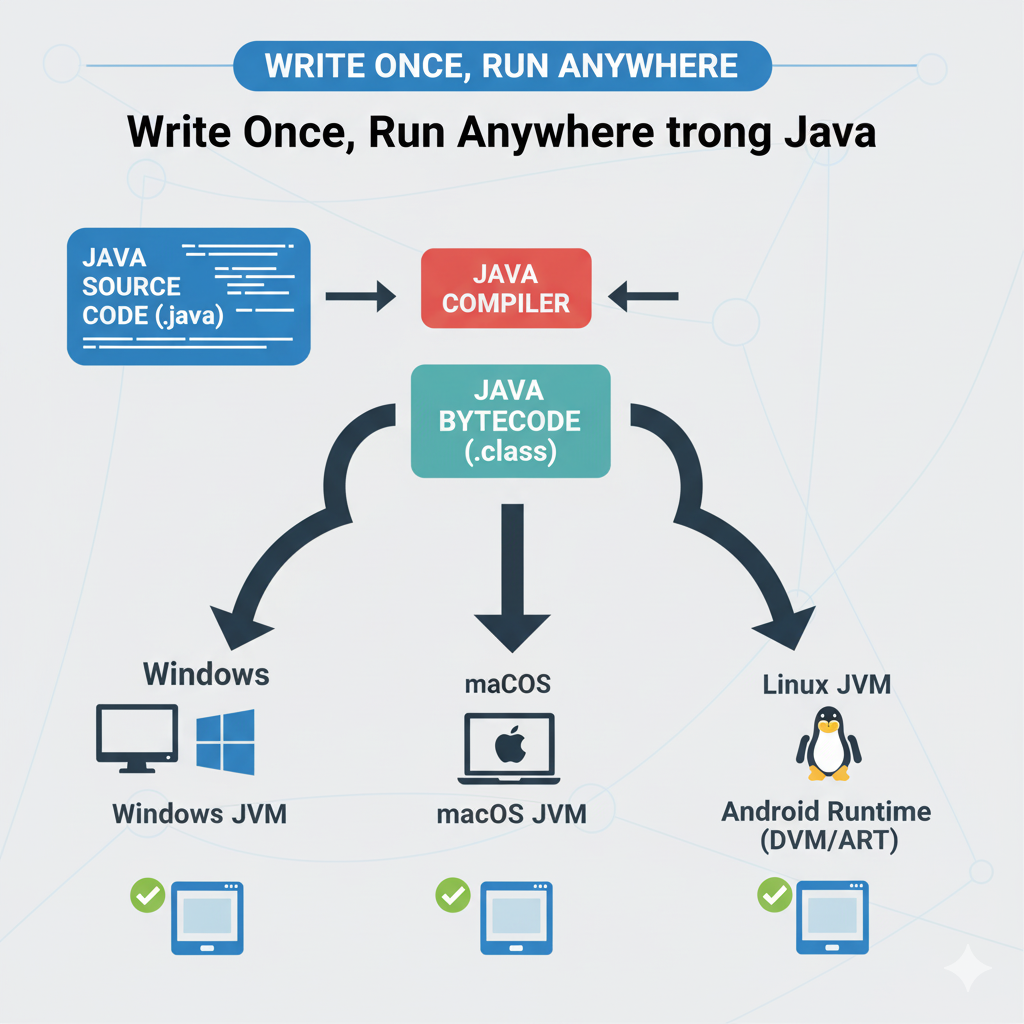 WRITE ONCE, RUN ANYWHERE
Write Once, Run Anywhere trong Java
JAVA
SOURCE
CODE (.java)
JAVA
COMPILER
JAVA
BYTECODE
(.class)
Windows
maCOS
Linux JVM
Windows JVM
macOS JVM
Android Runtime
(DVM/ART)